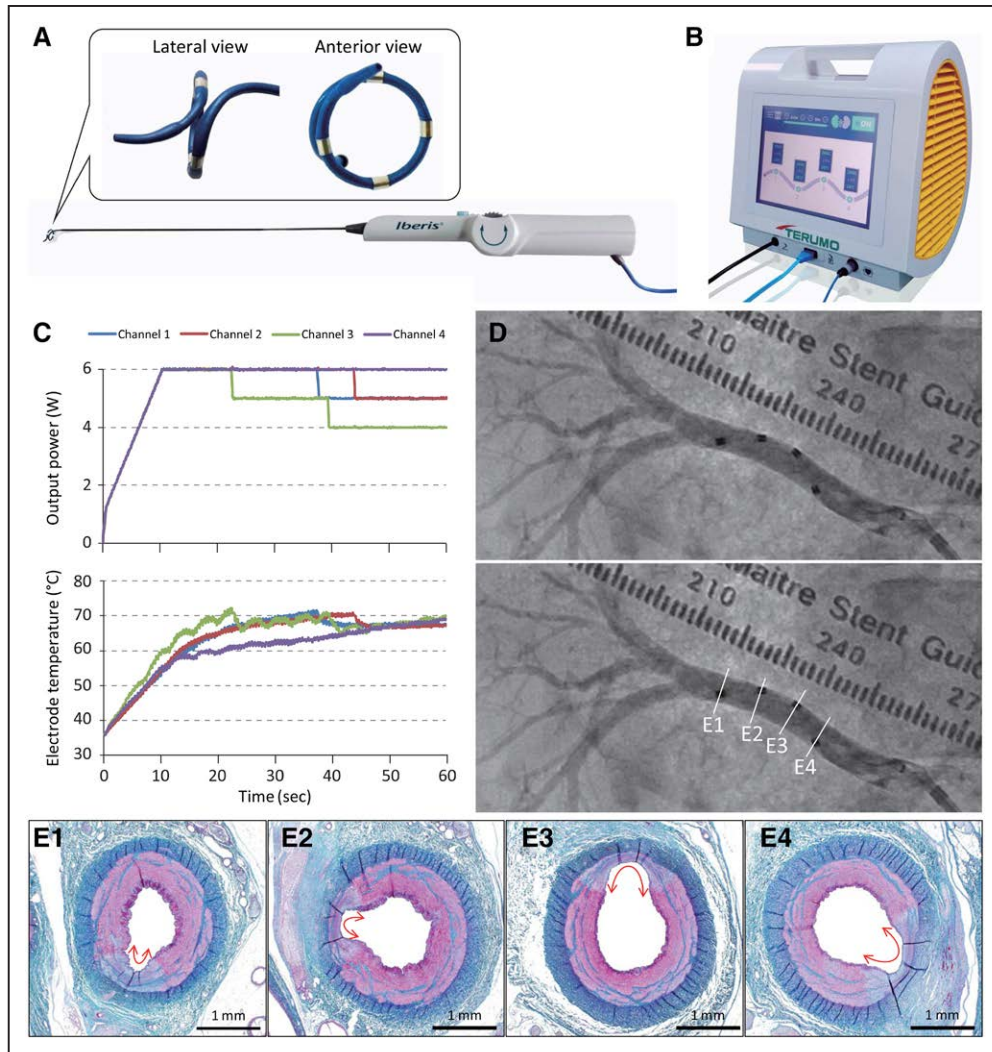 A
Lateral view
Anterior view
Iberis®
B
TERUMO
C
Channel 1 Channel 2 Channel 3 Channel 4
Output power (W)
6
4
2
0
Electrode temperature (°C)
80
70
60
50
40
30
0 10 20 30 40 50 60
Time (sec)
D
Maitre Stent Guid
210
240
27
Maitre Stent Guid
210
240
27
E1
E2
E3
E4
E1
1 mm
E2
1 mm
E3
1 mm
E4
1 mm